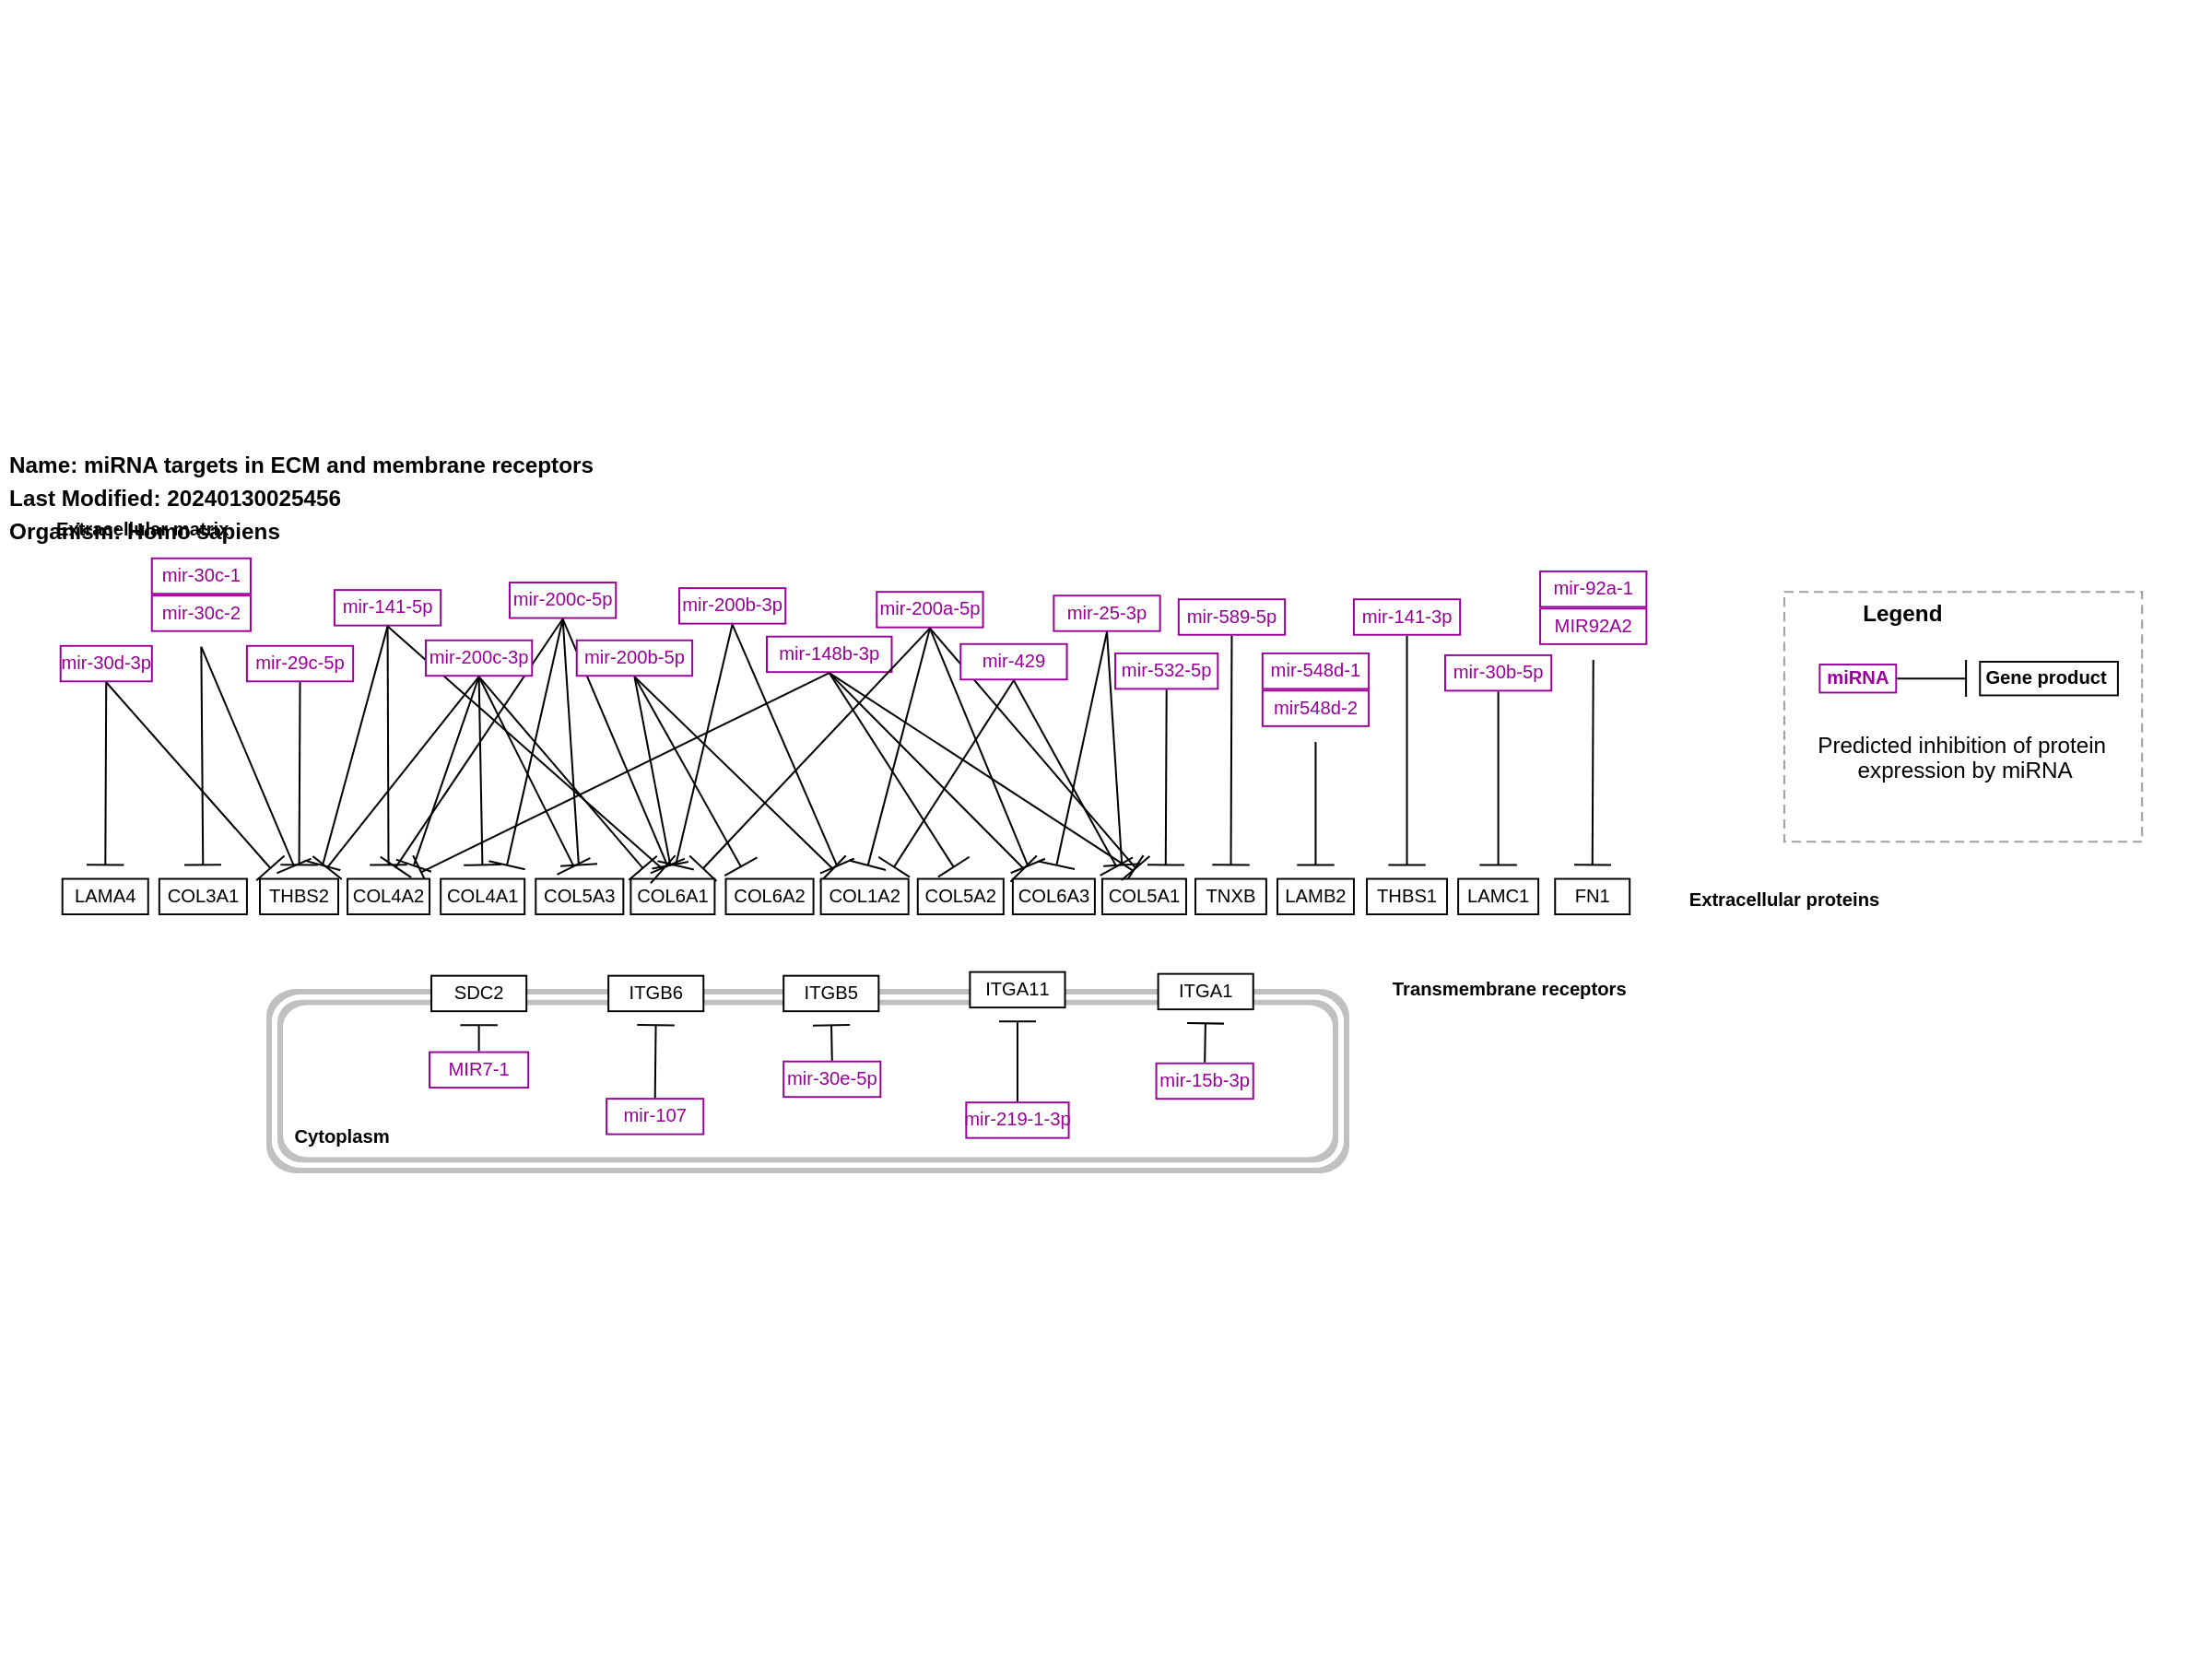 Name: miRNA targets in ECM and membrane receptors
Last Modified: 20240130025456
Organism: Homo sapiens
Extracellular matrix
mir-30c-1
mir-30c-2
mir-141-5p
mir-200c-5p
mir-200b-3p
mir-200a-5p
mir-25-3p
mir-589-5p
mir-141-3p
mir-92a-1
MIR92A2
mir-30d-3p
mir-29c-5p
mir-200c-3p
mir-200b-5p
mir-148b-3p
mir-429
mir-532-5p
mir-548d-1
mir548d-2
mir-30b-5p
Legend
miRNA
Gene product
Predicted inhibition of protein
expression by miRNA
LAMA4
COL3A1
THBS2
COL4A2
COL4A1
COL5A3
COL6A1
COL6A2
COL1A2
COL5A2
COL6A3
COL5A1
TNXB
LAMB2
THBS1
LAMC1
FN1
Extracellular proteins
SDC2
ITGB6
ITGB5
ITGA11
ITGA1
Transmembrane receptors
MIR7-1
mir-107
mir-30e-5p
mir-219-1-3p
mir-15b-3p
Cytoplasm